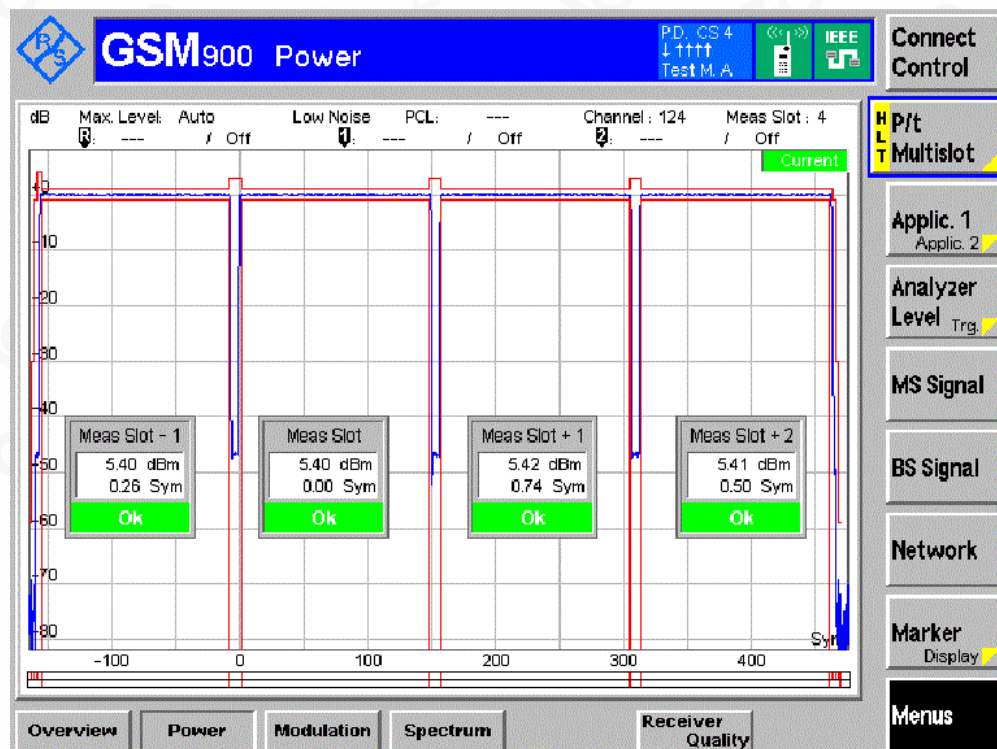 R/S
GSM900 Power
P.D. CS 4
↓ ↑↑↑↑
Test M. A.
IEEE
Connect
Control
dB Max. Level: Auto Low Noise PCL: --- Channel : 124 Meas Slot : 4
R: --- / Off 1: --- / Off 2: --- / Off
HLT
P/t
Multislot
Current
+0
-10
-20
-30
-40
-50
-60
-70
-80
Applic. 1
Applic. 2
Analyzer
Level Trg.
MS Signal
Meas Slot - 1
5.40 dBm
0.26 Sym
Ok
Meas Slot
5.40 dBm
0.00 Sym
Ok
Meas Slot + 1
5.42 dBm
0.74 Sym
Ok
Meas Slot + 2
5.41 dBm
0.50 Sym
Ok
BS Signal
Network
Marker
Display
Sym
-100 0 100 200 300 400
Menus
Overview Power Modulation Spectrum Receiver Quality